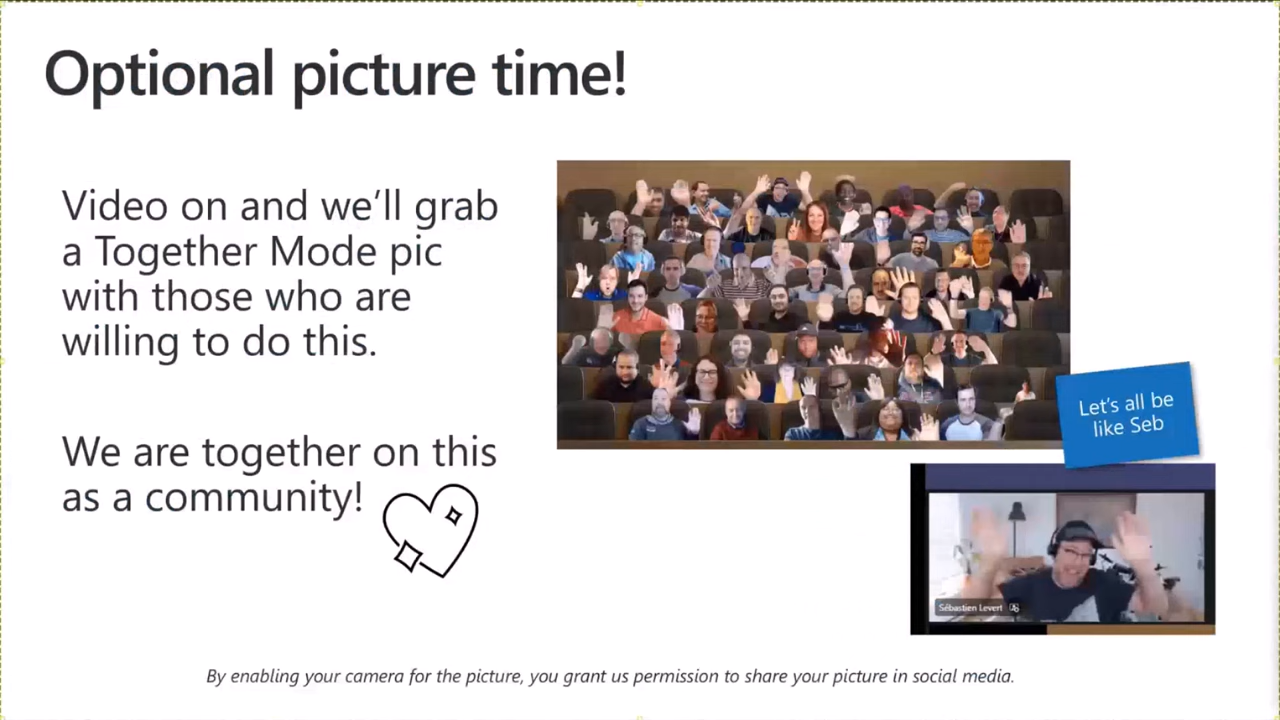 Optional picture time!
Video on and we’ll grab
a Together Mode pic
with those who are
willing to do this.
We are together on this
as a community!
Let's all be
like Seb
Sébastien Levert
By enabling your camera for the picture, you grant us permission to share your picture in social media.